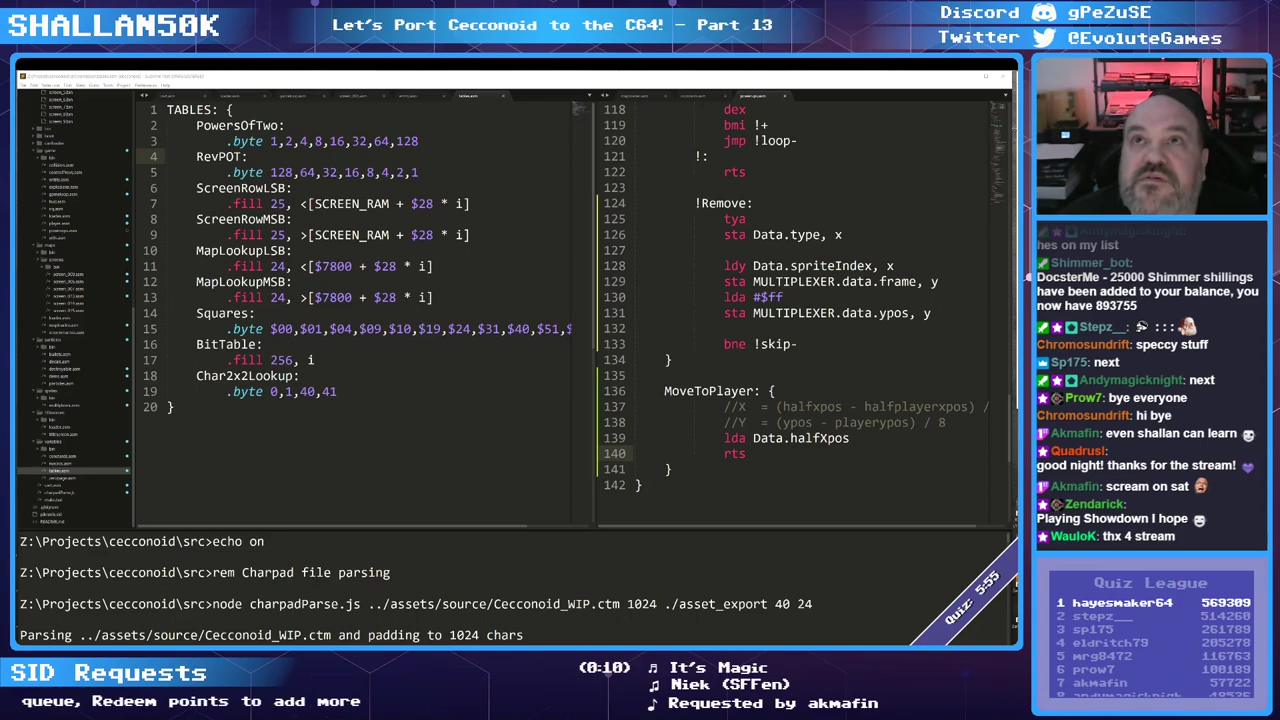 SHALLAN50K
Let's Port Cecconoid to the C64! - Part 13
Discord gPeZuSE
Twitter @EvoluteGames
1 TABLES: {
2 PowersOfTwo:
3 .byte 1,2,4,8,16,32,64,128
4 RevPOT:
5 .byte 128,64,32,16,8,4,2,1
6 ScreenRowLSB:
7 .fill 25, <[SCREEN_RAM + $28 * i]
8 ScreenRowMSB:
9 .fill 25, >[SCREEN_RAM + $28 * i]
10 MapLookupLSB:
11 .fill 24, <[$7800 + $28 * i]
12 MapLookupMSB:
13 .fill 24, >[$7800 + $28 * i]
14 Squares:
15 .byte $00,$01,$04,$09,$10,$19,$24,$31,$40,$51,$
16 BitTable:
17 .fill 256, i
18 Char2x2Lookup:
19 .byte 0,1,40,41
20 }
118 dex
119 bmi !+
120 jmp !loop-
121 !:
122 rts
123
124 !Remove:
125 tya
126 sta Data.type, x
127
128 ldy Data.spriteIndex, x
129 sta MULTIPLEXER.data.frame, y
130 lda #$ff
131 sta MULTIPLEXER.data.ypos, y
132
133 bne !skip-
134 }
135
136 MoveToPlayer: {
137 //X = (halfxpos - halfplayerxpos) /
138 //Y = (ypos - playerypos) / 8
139 lda Data.halfXpos
140 rts
141 }
142 }
Z:\Projects\cecconoid\src>echo on
Z:\Projects\cecconoid\src>rem Charpad file parsing
Z:\Projects\cecconoid\src>node charpadParse.js ../assets/source/Cecconoid_WIP.ctm 1024 ./asset_export 40 24
Parsing ../assets/source/Cecconoid_WIP.ctm and padding to 1024 chars
Quiz: 5:55
Andymagicknight:
hes on my list
Shimmer_bot:
DocsterMe - 25000 Shimmer shillings
have been added to your balance, you
now have 893755
Stepz__: : : :
Chromosundrift: speccy stuff
Sp175: next
Andymagicknight: next
Prow7: bye everyone
Chromosundrift: hi bye
Akmafin: even shallan can learn
Quadrusl:
good night! thanks for the stream!
Akmafin: scream on sat
Zendarick:
Playing Showdown I hope
WauloK: thx 4 stream
Quiz League
1 hayesmaker64 569309
2 stepz__ 514260
3 sp175 261789
4 eldritch79 205278
5 mrg8472 116763
6 prow7 100189
7 akmafin 57722
SID Requests
queue, Redeem points to add more
(0:10) It's Magic
Niek (SFFen)
Requested by akmafin